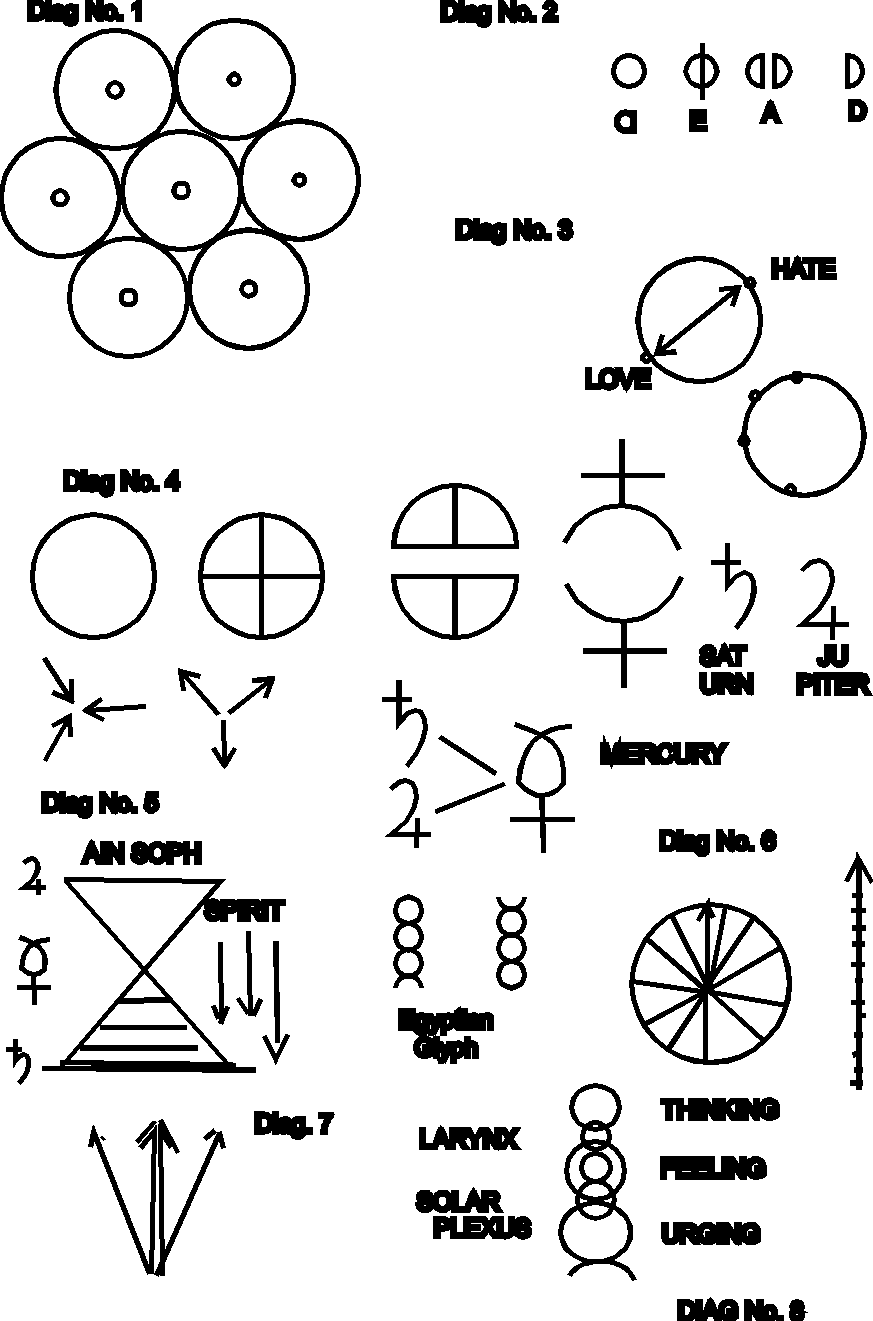 Diag No. 1
Diag No. 2
E
A
D
Diag No. 3
HATE
LOVE
Diag No. 4
SAT
URN
JU
PITER
MERCURY
Diag No. 5
AIN SOPH
SPIRIT
Diag No. 6
Egyptian
Glyph
Diag. 7
LARYNX
SOLAR
PLEXUS
THINKING
FEELING
URGING
DIAG No. 8